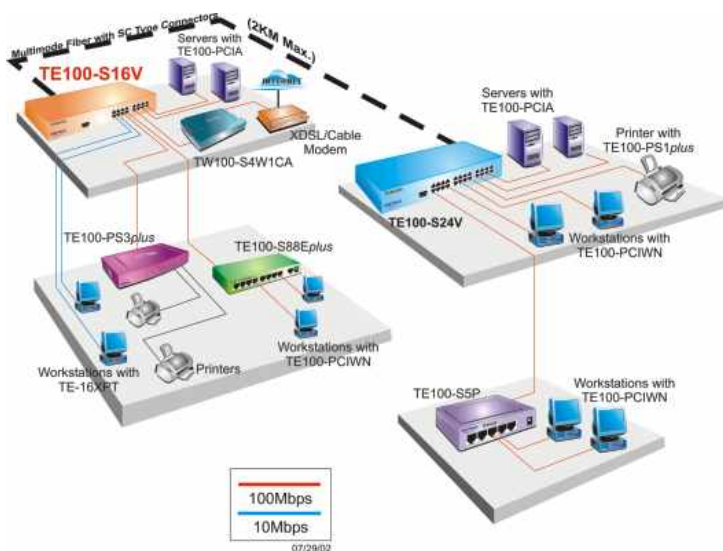 Multimode Fiber with SC Type Connectors
(2KM Max.)
TE100-S16V
Servers with
TE100-PCIA
INTERNET
XDSL/Cable
Modem
TW100-S4W1CA
Servers with
TE100-PCIA
Printer with
TE100-PS1plus
TE100-S24V
Workstations with
TE100-PCIWN
TE100-PS3plus
TE100-S88Eplus
Workstations with
TE100-PCIWN
Printers
Workstations with
TE-16XPT
TE100-S5P
Workstations with
TE100-PCIWN
100Mbps
10Mbps
07/29/02